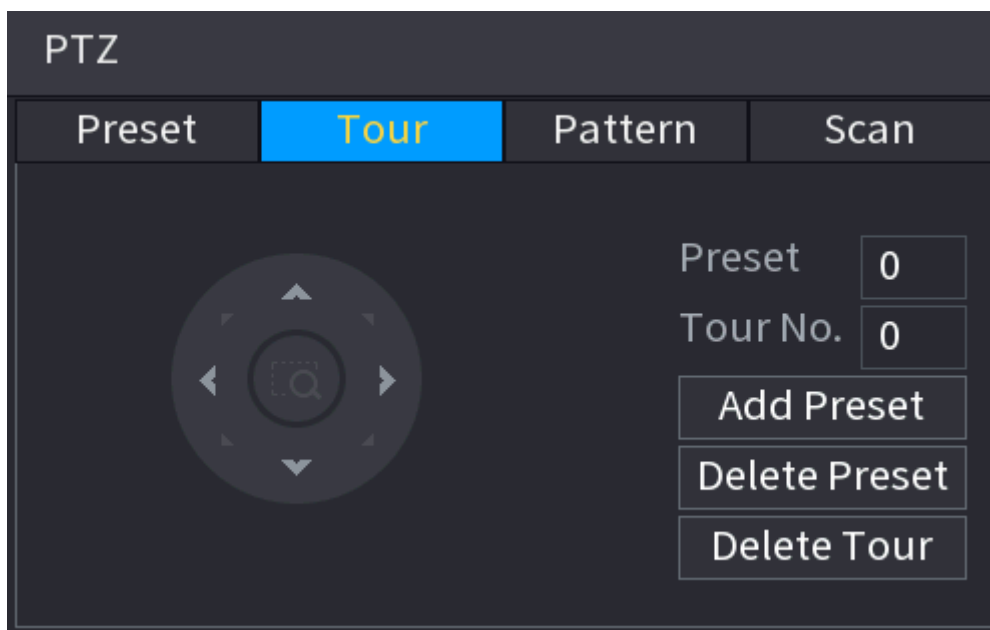 PTZ
Preset Tour Pattern Scan
Preset 0
Tour No. 0
Add Preset
Delete Preset
Delete Tour